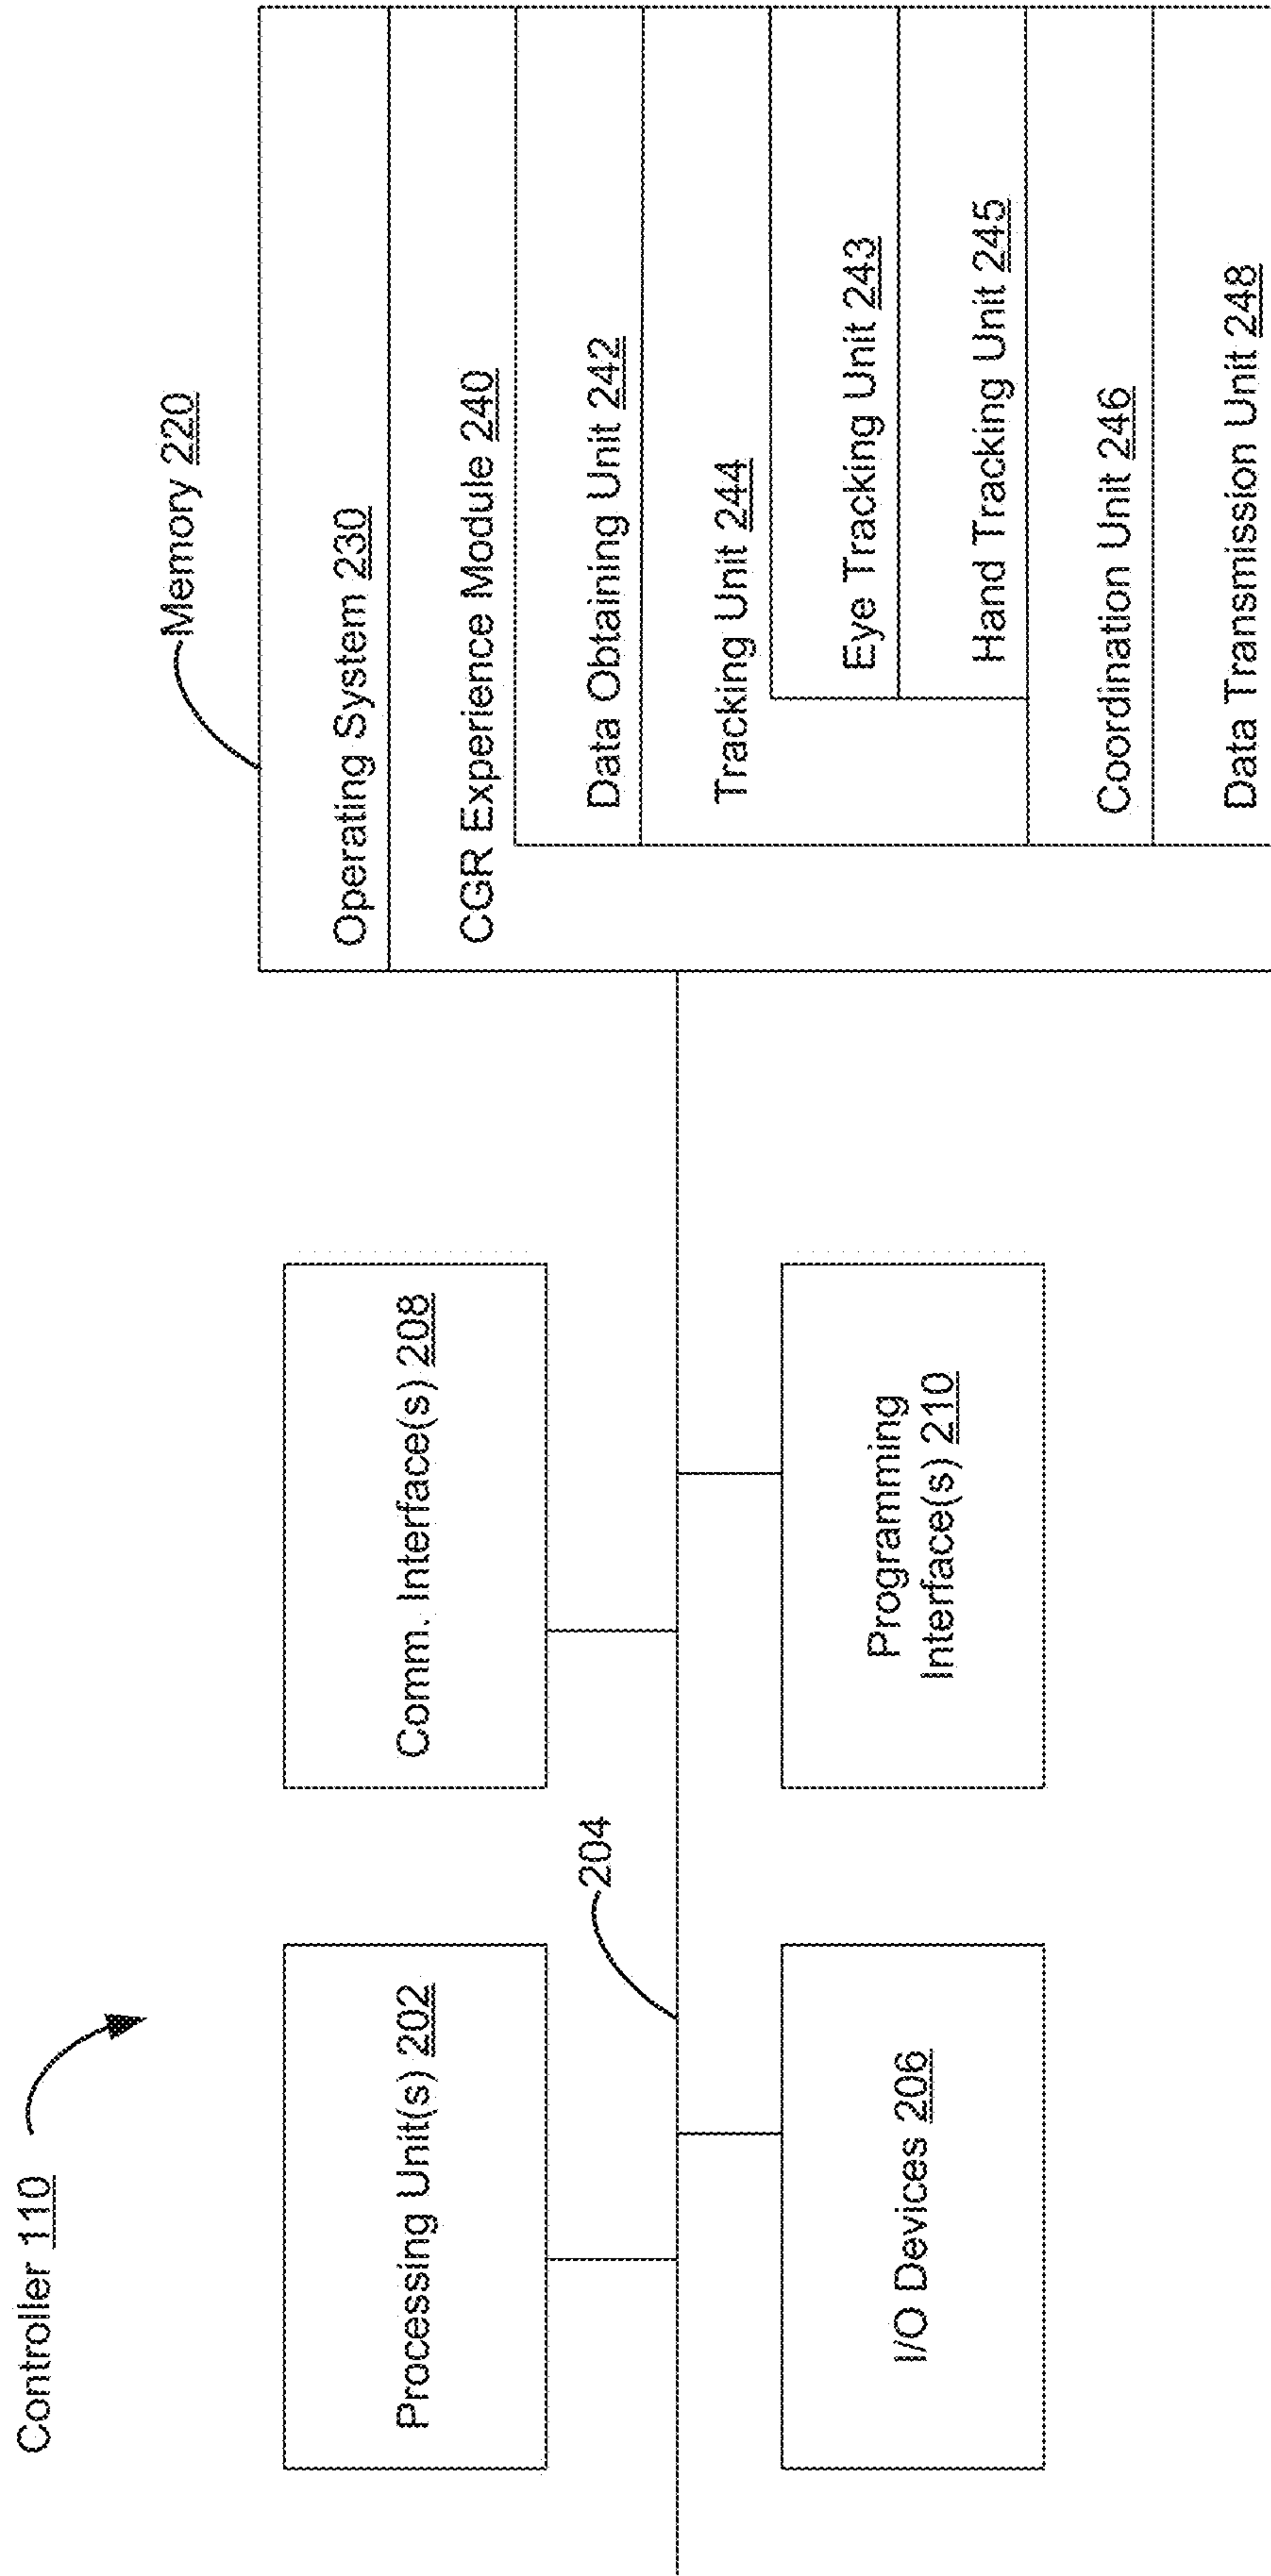 Controller 110
Memory 220
Processing Unit(s) 202
Comm. Interface(s) 208
204
I/O Devices 206
Programming
Interface(s) 210
Operating System 230
CGR Experience Module 240
Data Obtaining Unit 242
Tracking Unit 244
Eye Tracking Unit 243
Hand Tracking Unit 245
Coordination Unit 246
Data Transmission Unit 248